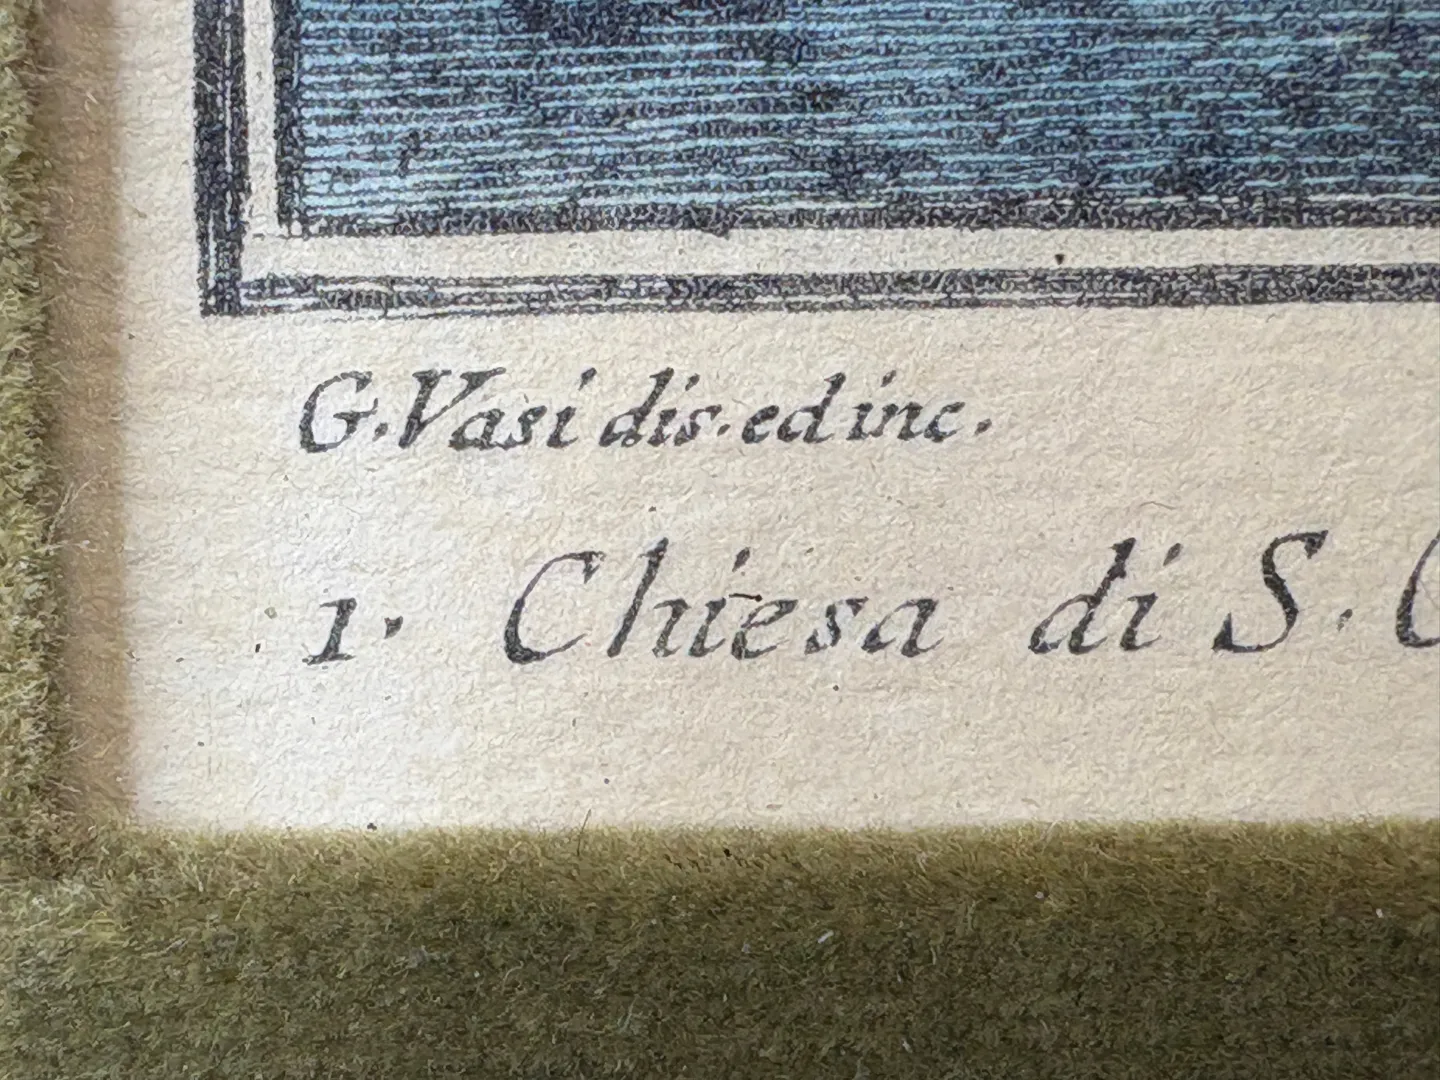 G. Vasi dis. ed inc.
1. Chiesa di S.